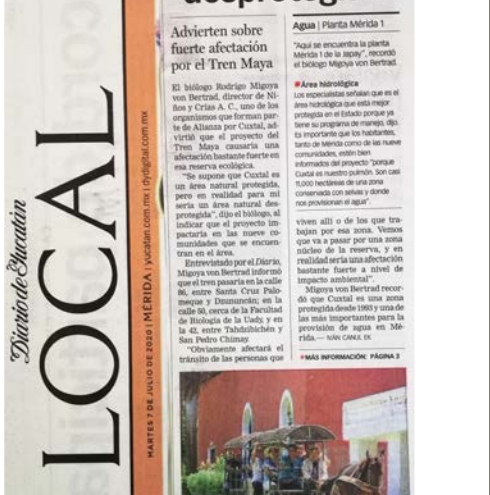 Diario de Yucatán
LOCAL
MARTES 7 DE JULIO DE 2020 | MÉRIDA | yucatan.com.mx | dydigital.com.mx
Advierten sobre
fuerte afectación
por el Tren Maya
El biólogo Rodrigo Migoya
von Bertrad, director de Ni-
ños y Crías A. C., uno de los
organismos que forman par-
te de Alianza por Cuxtal, ad-
virtió que el proyecto del
Tren Maya causaría una
afectación bastante fuerte en
esa reserva ecológica.
"Se supone que Cuxtal es
un área natural protegida,
pero en realidad para mí
sería un área natural des-
protegida", dijo el biólogo, al
indicar que el proyecto im-
pactaría en las nueve co-
munidades que se encuen-
tran en el área.
Entrevistado por el Diario,
Migoya von Bertrad informó
que el tren pasaría en la calle
86, entre Santa Cruz Palo-
meque y Dzununcán; en la
calle 50, cerca de la Facultad
de Biología de la Uady, y en
la 42, entre Tahdzibichén y
San Pedro Chimay.
"Obviamente afectará el
tránsito de las personas que
Agua | Planta Mérida 1
"Aquí se encuentra la planta
Mérida 1 de la Japay", recordó
el biólogo Migoya von Bertrad.
Área hidrológica
Los especialistas señalan que es el
área hidrológica que está mejor
protegida en el Estado porque ya
tiene su programa de manejo, dijo.
Es importante que los habitantes,
tanto de Mérida como de las nueve
comunidades, estén bien
informados del proyecto "porque
Cuxtal es nuestro pulmón. Son casi
11,000 hectáreas de una zona
conservada con selvas y donde
nos provisionan el agua".
viven allí o de los que tra-
bajan por esa zona. Vemos
que va a pasar por una zona
núcleo de la reserva, y en
realidad sería una afectación
bastante fuerte a nivel de
impacto ambiental".
Migoya von Bertrad recor-
dó que Cuxtal es una zona
protegida desde 1993 y una de
las más importantes para la
provisión de agua en Mé-
rida.— IVÁN CANUL EK
MÁS INFORMACIÓN: PÁGINA 3